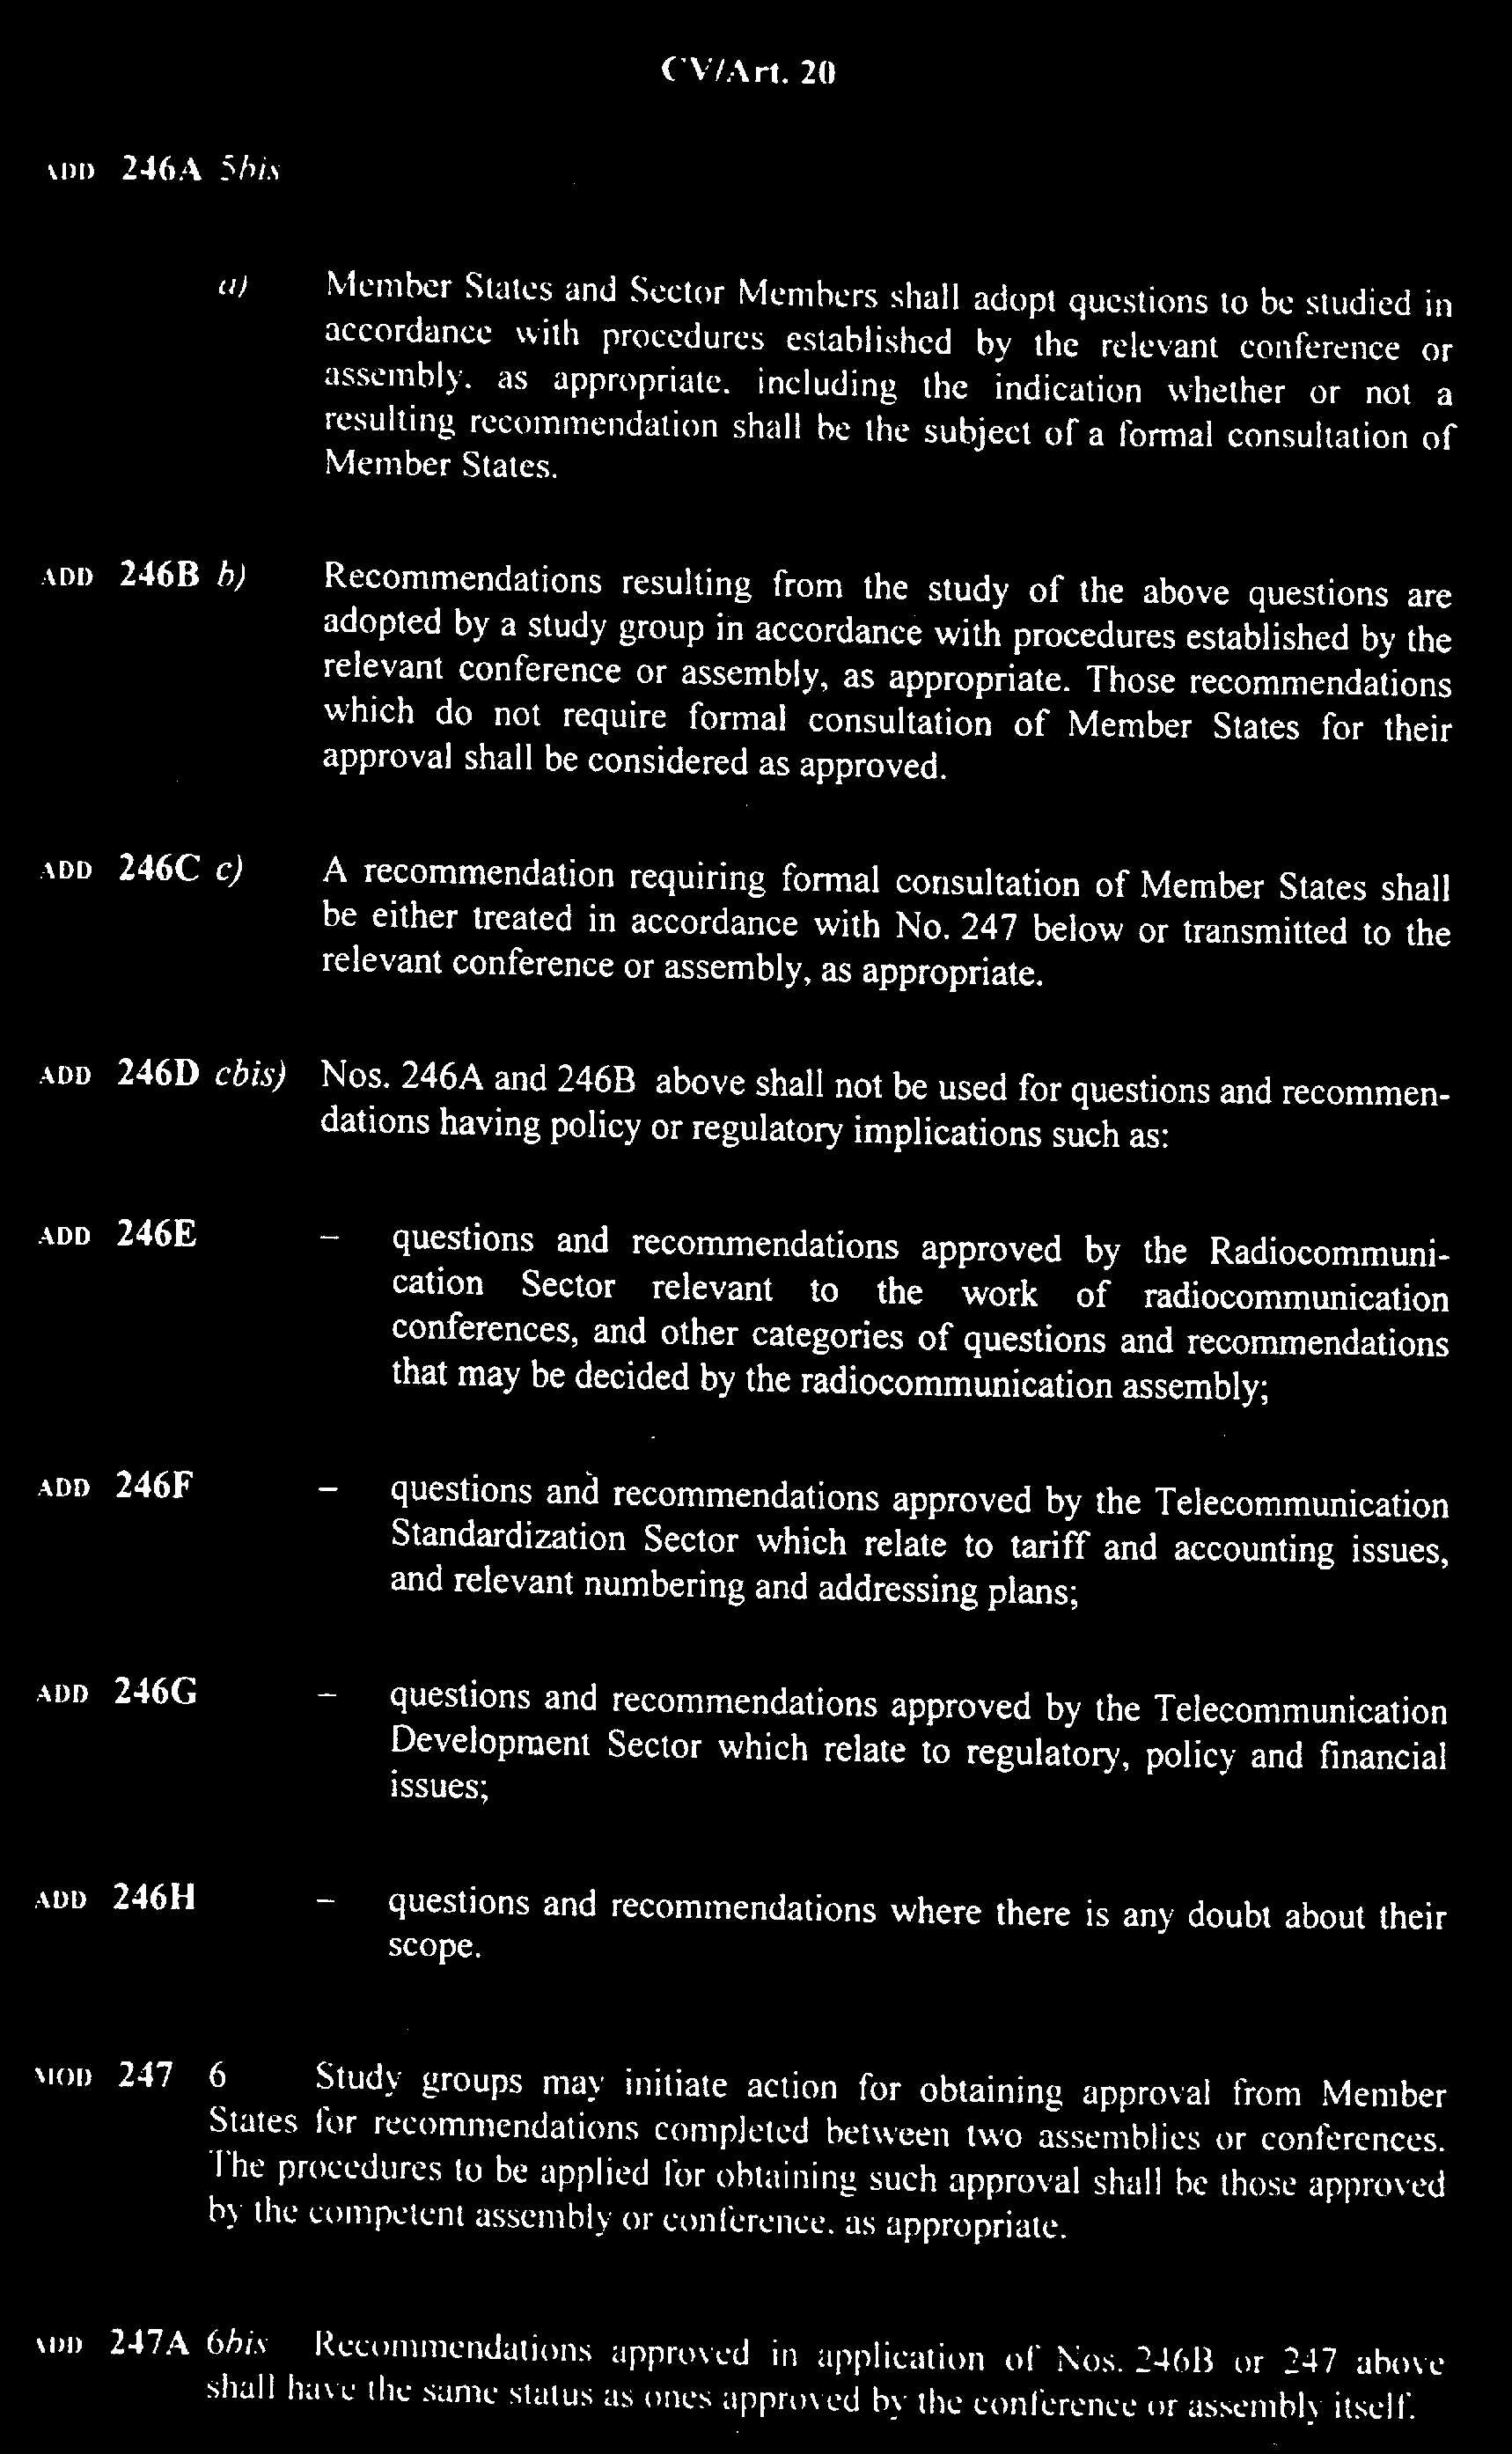 CV/Art. 20
ADD 246A 5bis
a) Member States and Sector Members shall adopt questions to be studied in
accordance with procedures established by the relevant conference or
assembly, as appropriate, including the indication whether or not a
resulting recommendation shall be the subject of a formal consultation of
Member States.
ADD 246B b) Recommendations resulting from the study of the above questions are
adopted by a study group in accordance with procedures established by the
relevant conference or assembly, as appropriate. Those recommendations
which do not require formal consultation of Member States for their
approval shall be considered as approved.
ADD 246C c) A recommendation requiring formal consultation of Member States shall
be either treated in accordance with No. 247 below or transmitted to the
relevant conference or assembly, as appropriate.
ADD 246D cbis) Nos. 246A and 246B above shall not be used for questions and recommen-
dations having policy or regulatory implications such as:
ADD 246E – questions and recommendations approved by the Radiocommuni-
cation Sector relevant to the work of radiocommunication
conferences, and other categories of questions and recommendations
that may be decided by the radiocommunication assembly;
ADD 246F – questions and recommendations approved by the Telecommunication
Standardization Sector which relate to tariff and accounting issues,
and relevant numbering and addressing plans;
ADD 246G – questions and recommendations approved by the Telecommunication
Development Sector which relate to regulatory, policy and financial
issues;
ADD 246H – questions and recommendations where there is any doubt about their
scope.
MOD 247 6 Study groups may initiate action for obtaining approval from Member
States for recommendations completed between two assemblies or conferences.
The procedures to be applied for obtaining such approval shall be those approved
by the competent assembly or conference, as appropriate.
ADD 247A 6bis Recommendations approved in application of Nos. 246B or 247 above
shall have the same status as ones approved by the conference or assembly itself.